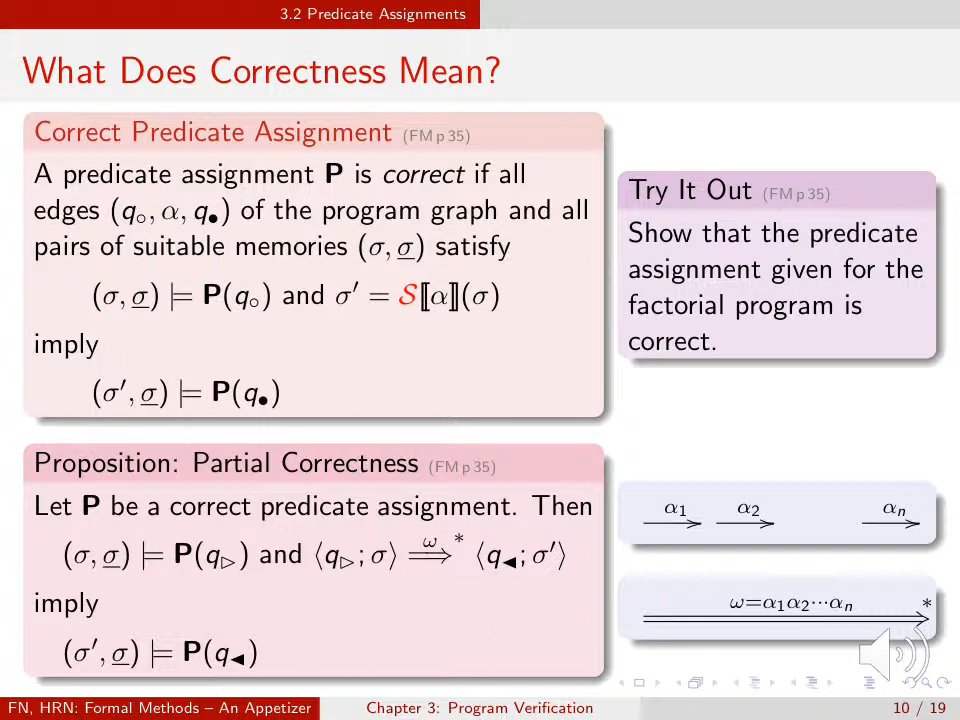 3.2 Predicate Assignments
What Does Correctness Mean?
Correct Predicate Assignment (FM p 35)
A predicate assignment P is correct if all
edges (q∘, α, q•) of the program graph and all
pairs of suitable memories (σ, σ̲) satisfy
(σ, σ̲) ⊨ P(q∘) and σ′ = S⟦α⟧(σ)
imply
(σ′, σ̲) ⊨ P(q•)
Try It Out (FM p 35)
Show that the predicate
assignment given for the
factorial program is
correct.
Proposition: Partial Correctness (FM p 35)
Let P be a correct predicate assignment. Then
(σ, σ̲) ⊨ P(q▷) and ⟨q▷; σ⟩ ⟹^ω* ⟨q◀; σ′⟩
imply
(σ′, σ̲) ⊨ P(q◀)
α₁ α₂ αₙ
ω=α₁α₂···αₙ *
FN, HRN: Formal Methods – An Appetizer Chapter 3: Program Verification 10 / 19